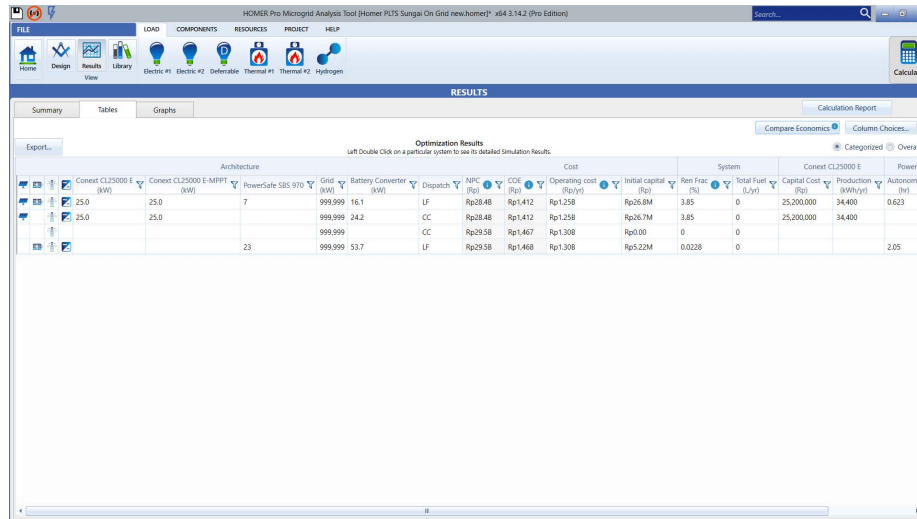 HOMER Pro Microgrid Analysis Tool [Homer PLTS Sungai On Grid new.homer]* x64 3.14.2 (Pro Edition)
Search...
FILE
LOAD COMPONENTS RESOURCES PROJECT HELP
Home
Design Results Library
View
Electric #1 Electric #2 Deferrable Thermal #1 Thermal #2 Hydrogen
Calcula
RESULTS
Summary Tables Graphs
Calculation Report
Compare Economics Column Choices...
Export...
Optimization Results
Left Double Click on a particular system to see its detailed Simulation Results.
Categorized Overa
Architecture Cost System Conext CL25000 E Power
Conext CL25000 E (kW) Conext CL25000 E-MPPT (kW) PowerSafe SBS 970 Grid (kW) Battery Converter (kW) Dispatch NPC (Rp) COE (Rp) Operating cost (Rp/yr) Initial capital (Rp) Ren Frac (%) Total Fuel (L/yr) Capital Cost (Rp) Production (kWh/yr) Autonom (hr)
25.0 25.0 7 999,999 16.1 LF Rp28.4B Rp1,412 Rp1.25B Rp26.8M 3.85 0 25,200,000 34,400 0.623
25.0 25.0 999,999 24.2 CC Rp28.4B Rp1,412 Rp1.25B Rp26.7M 3.85 0 25,200,000 34,400
999,999 CC Rp29.5B Rp1,467 Rp1.30B Rp0.00 0 0
23 999,999 53.7 LF Rp29.5B Rp1,468 Rp1.30B Rp5.22M 0.0228 0 2.05